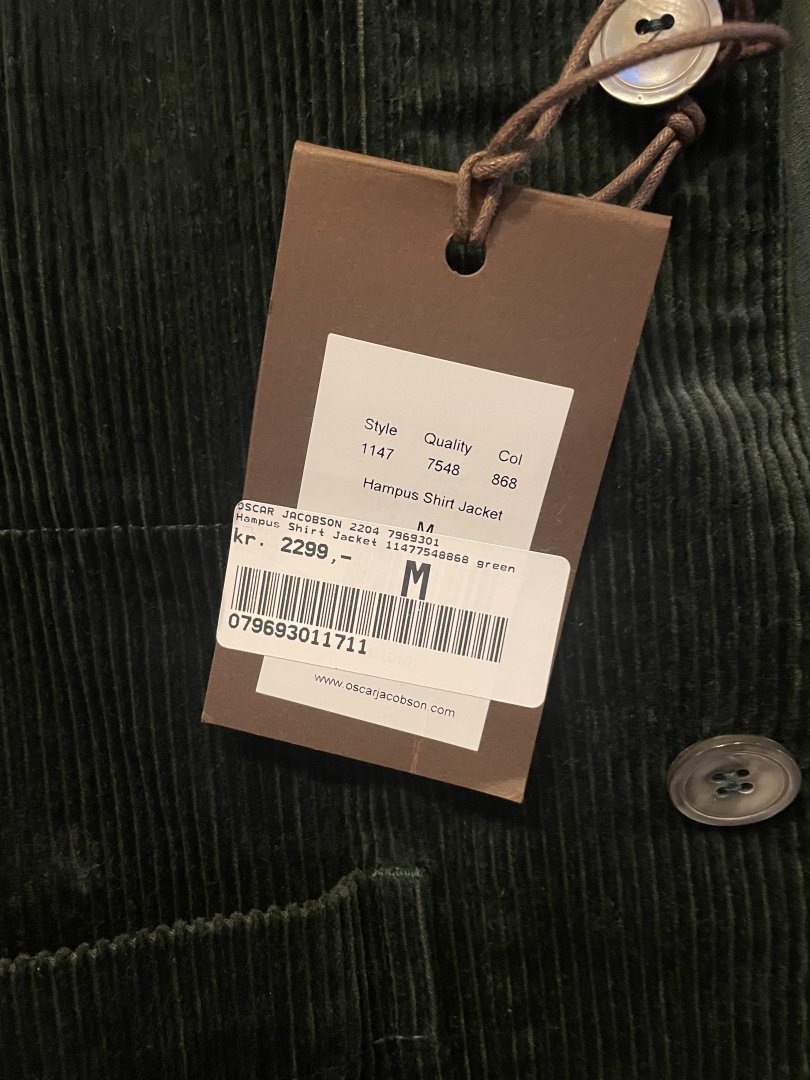 Style Quality Col
1147 7548 868
Hampus Shirt Jacket
M
OSCAR JACOBSON 2204 7969301
Hampus Shirt Jacket 11477548868 green
kr. 2299,-
M
079693011711
www.oscarjacobson.com